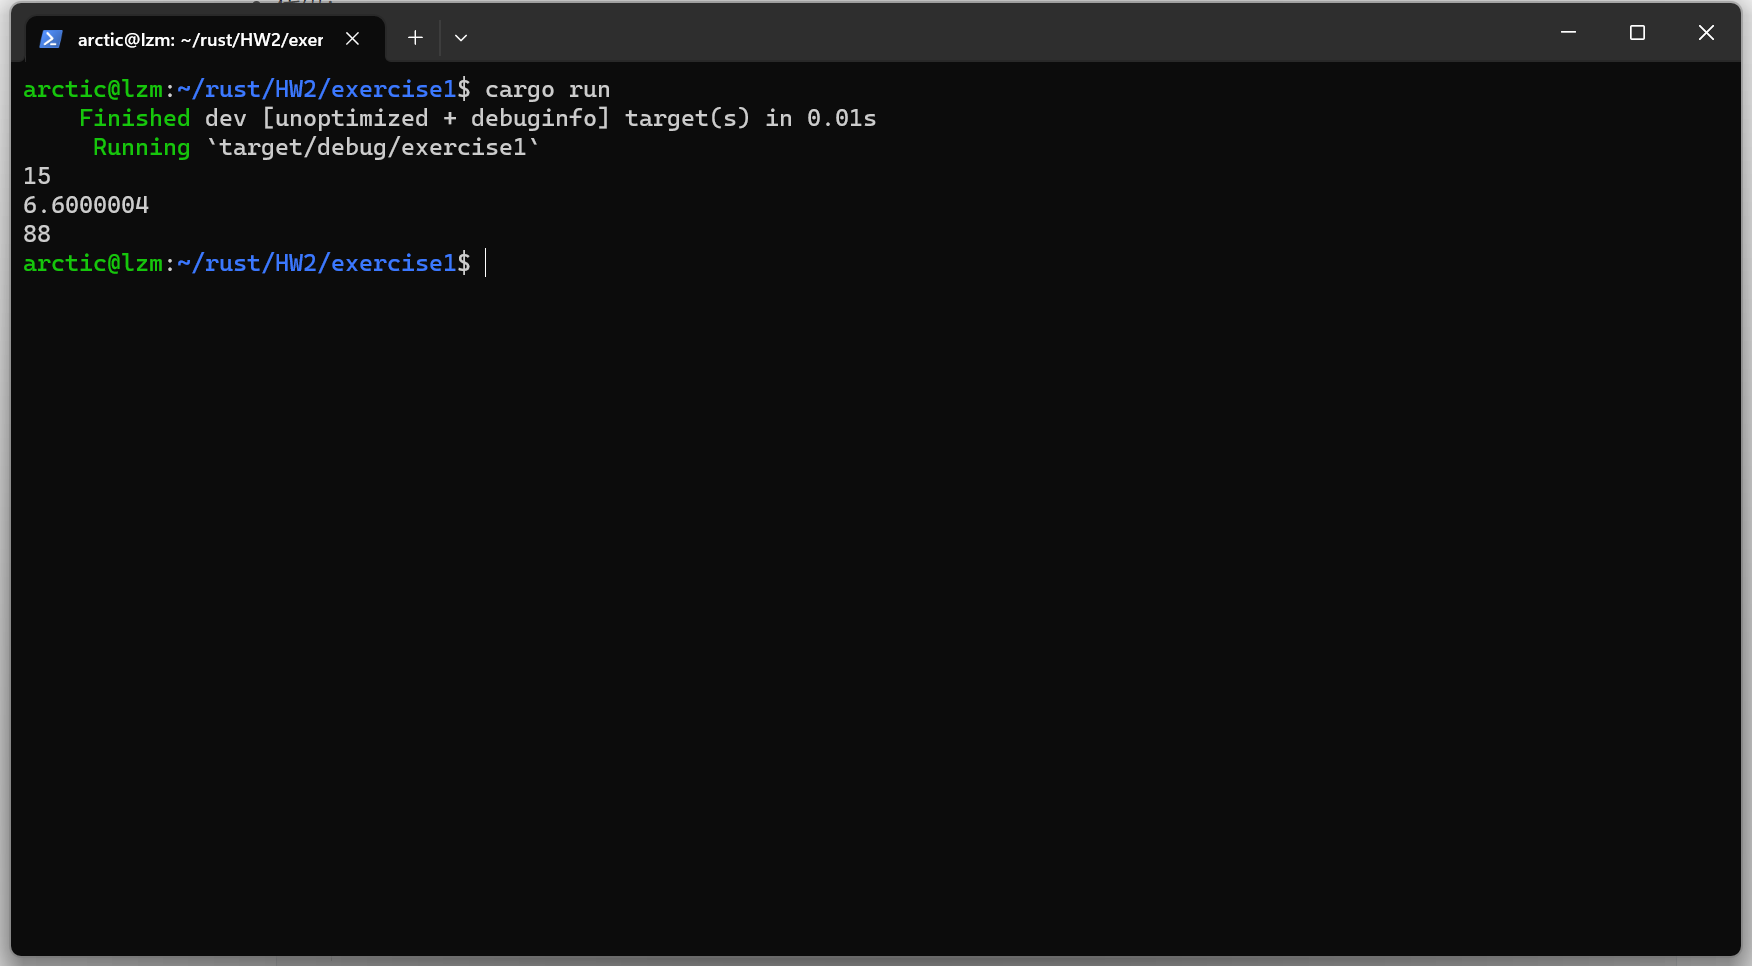 arctic@lzm: ~/rust/HW2/exer
arctic@lzm:~/rust/HW2/exercise1$ cargo run
    Finished dev [unoptimized + debuginfo] target(s) in 0.01s
     Running `target/debug/exercise1`
15
6.6000004
88
arctic@lzm:~/rust/HW2/exercise1$